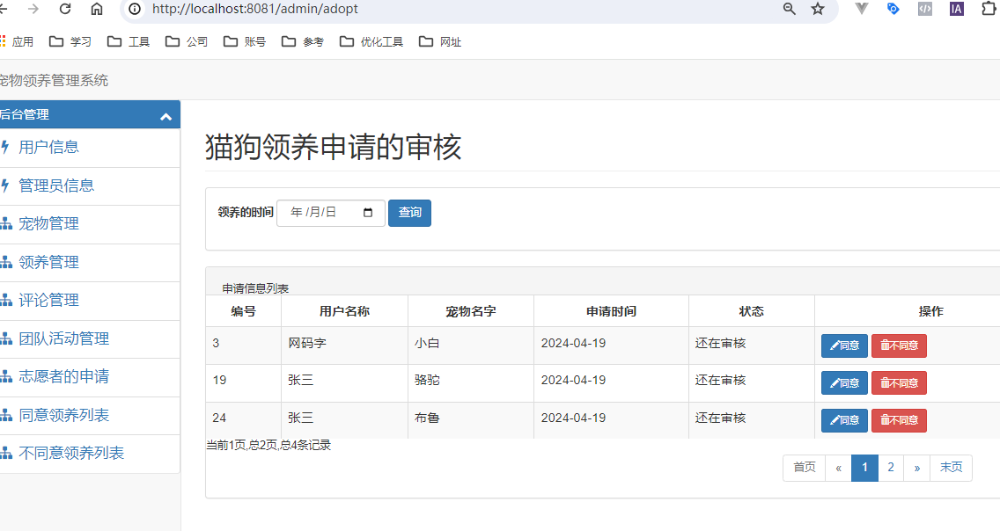 http://localhost:8081/admin/adopt
应用 学习 工具 公司 账号 参考 优化工具 网址
宠物领养管理系统
后台管理
用户信息
管理员信息
宠物管理
领养管理
评论管理
团队活动管理
志愿者的申请
同意领养列表
不同意领养列表
猫狗领养申请的审核
领养的时间 年 /月/日 查询
申请信息列表
编号 用户名称 宠物名字 申请时间 状态 操作
3 网码字 小白 2024-04-19 还在审核 同意 不同意
19 张三 骆驼 2024-04-19 还在审核 同意 不同意
24 张三 布鲁 2024-04-19 还在审核 同意 不同意
当前1页,总2页,总4条记录
首页 « 1 2 » 末页